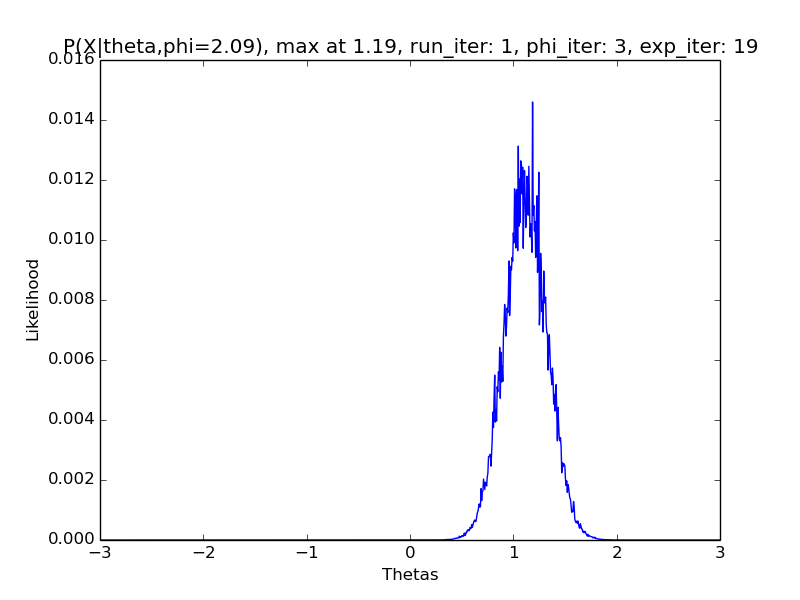 P(X|theta,phi=2.09), max at 1.19, run_iter: 1, phi_iter: 3, exp_iter: 19
0.016
0.014
0.012
0.010
0.008
0.006
0.004
0.002
0.000
Likelihood
−3 −2 −1 0 1 2 3
Thetas